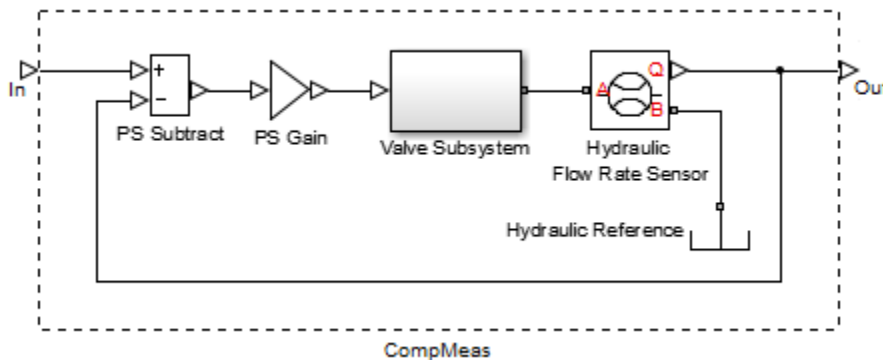 In
+
−
PS Subtract
PS Gain
Valve Subsystem
A
Q
B
Hydraulic
Flow Rate Sensor
Out
Hydraulic Reference
CompMeas